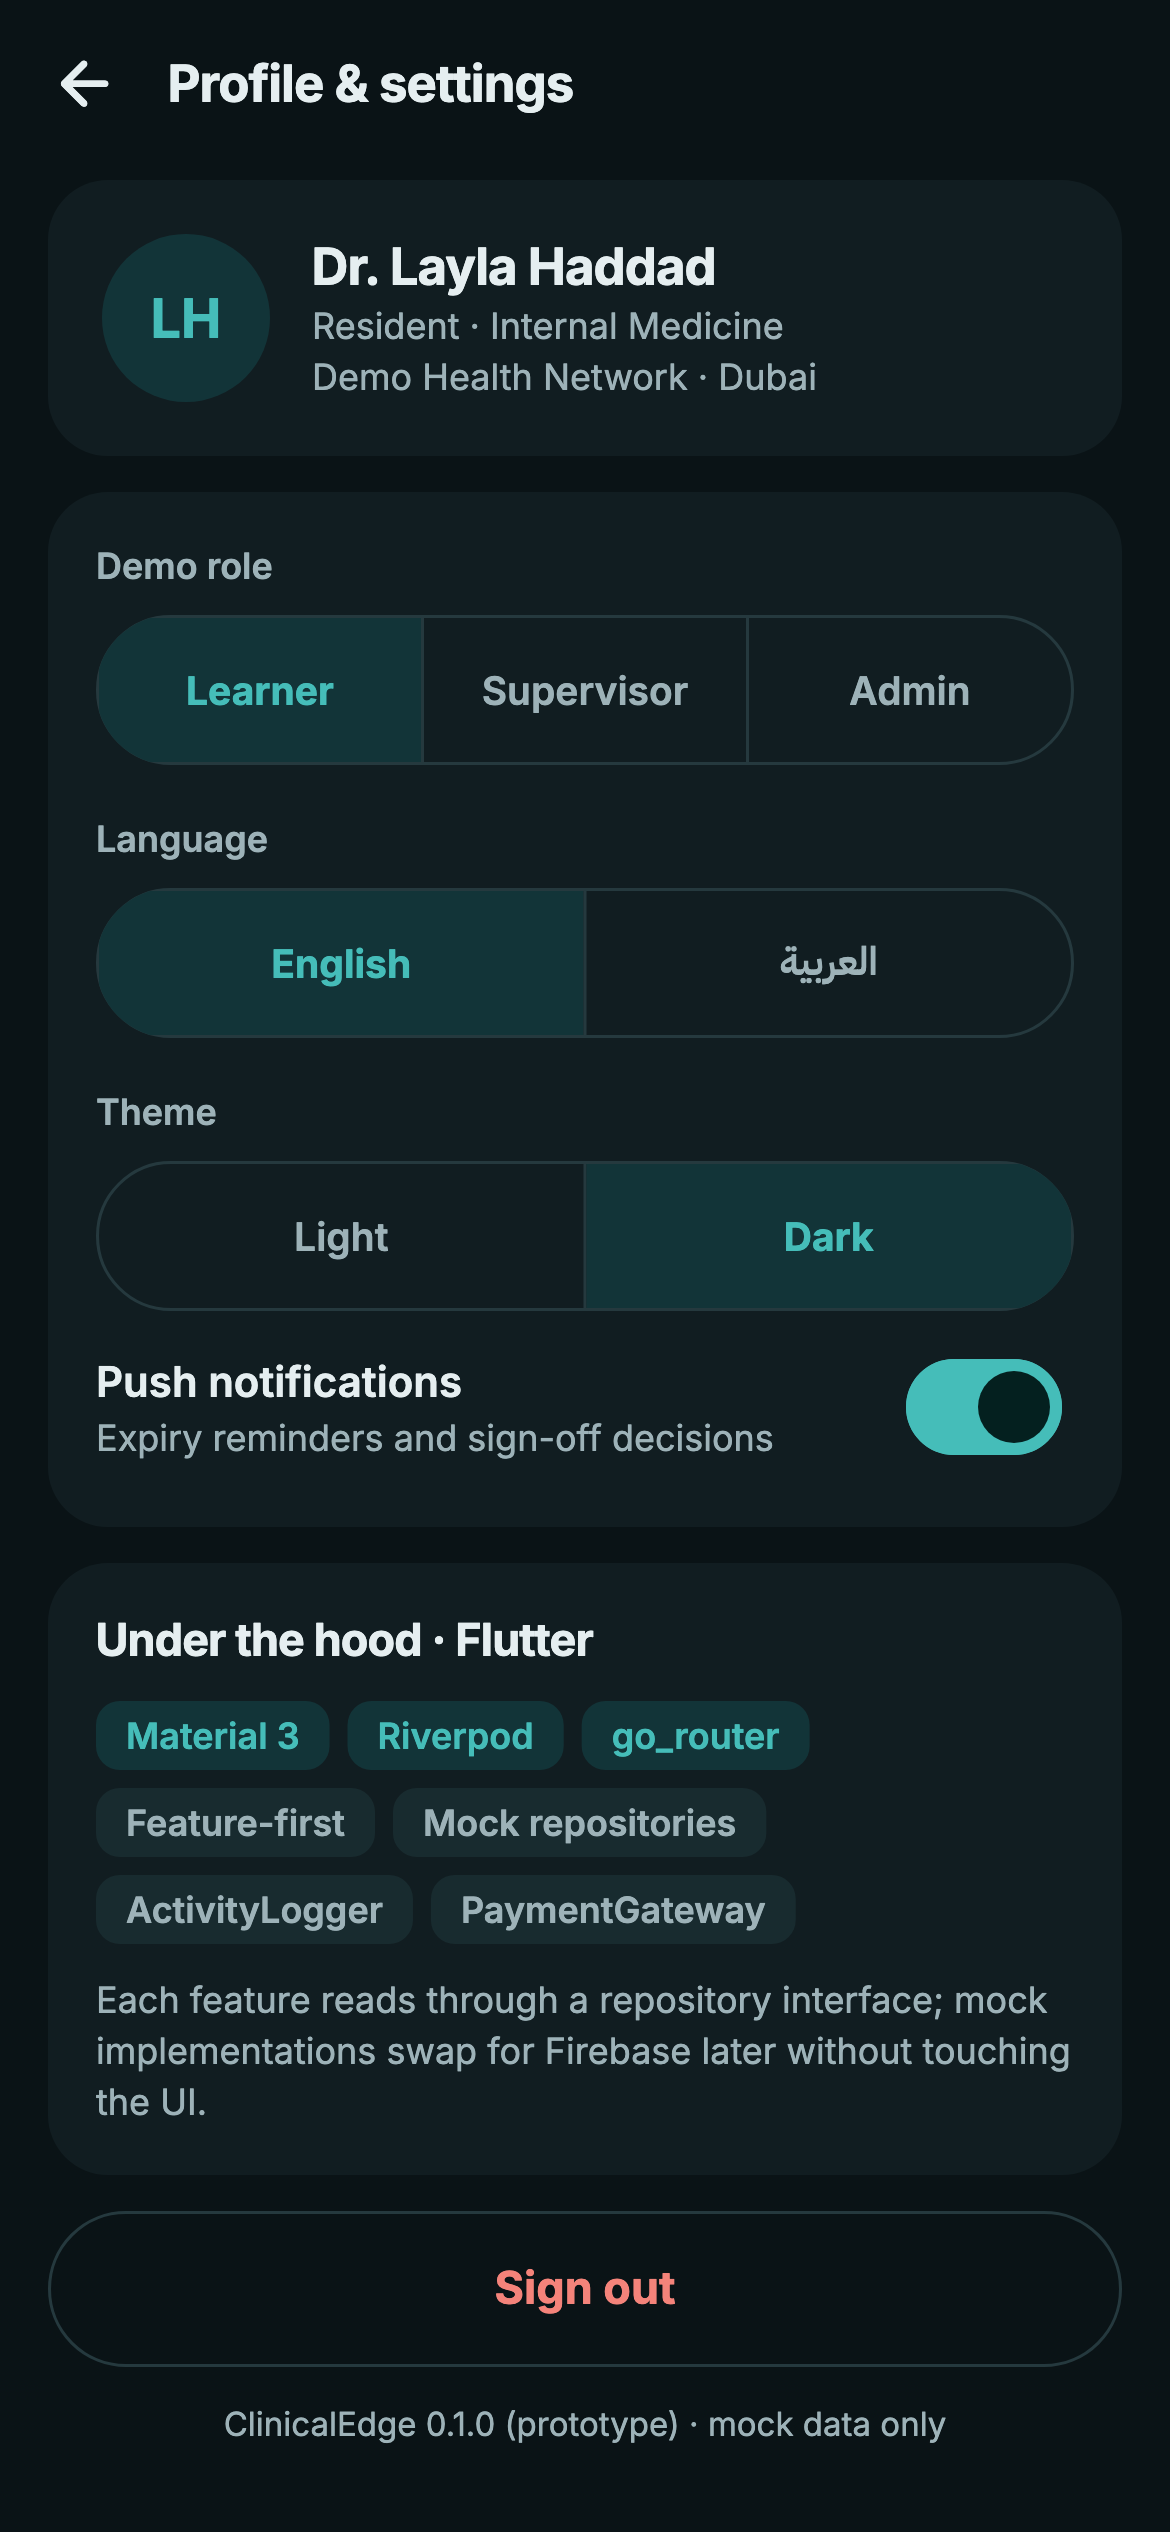 Profile & settings
LH
Dr. Layla Haddad
Resident · Internal Medicine
Demo Health Network · Dubai
Demo role
Learner Supervisor Admin
Language
English العربية
Theme
Light Dark
Push notifications
Expiry reminders and sign-off decisions
Under the hood · Flutter
Material 3 Riverpod go_router
Feature-first Mock repositories
ActivityLogger PaymentGateway
Each feature reads through a repository interface; mock
implementations swap for Firebase later without touching
the UI.
Sign out
ClinicalEdge 0.1.0 (prototype) · mock data only